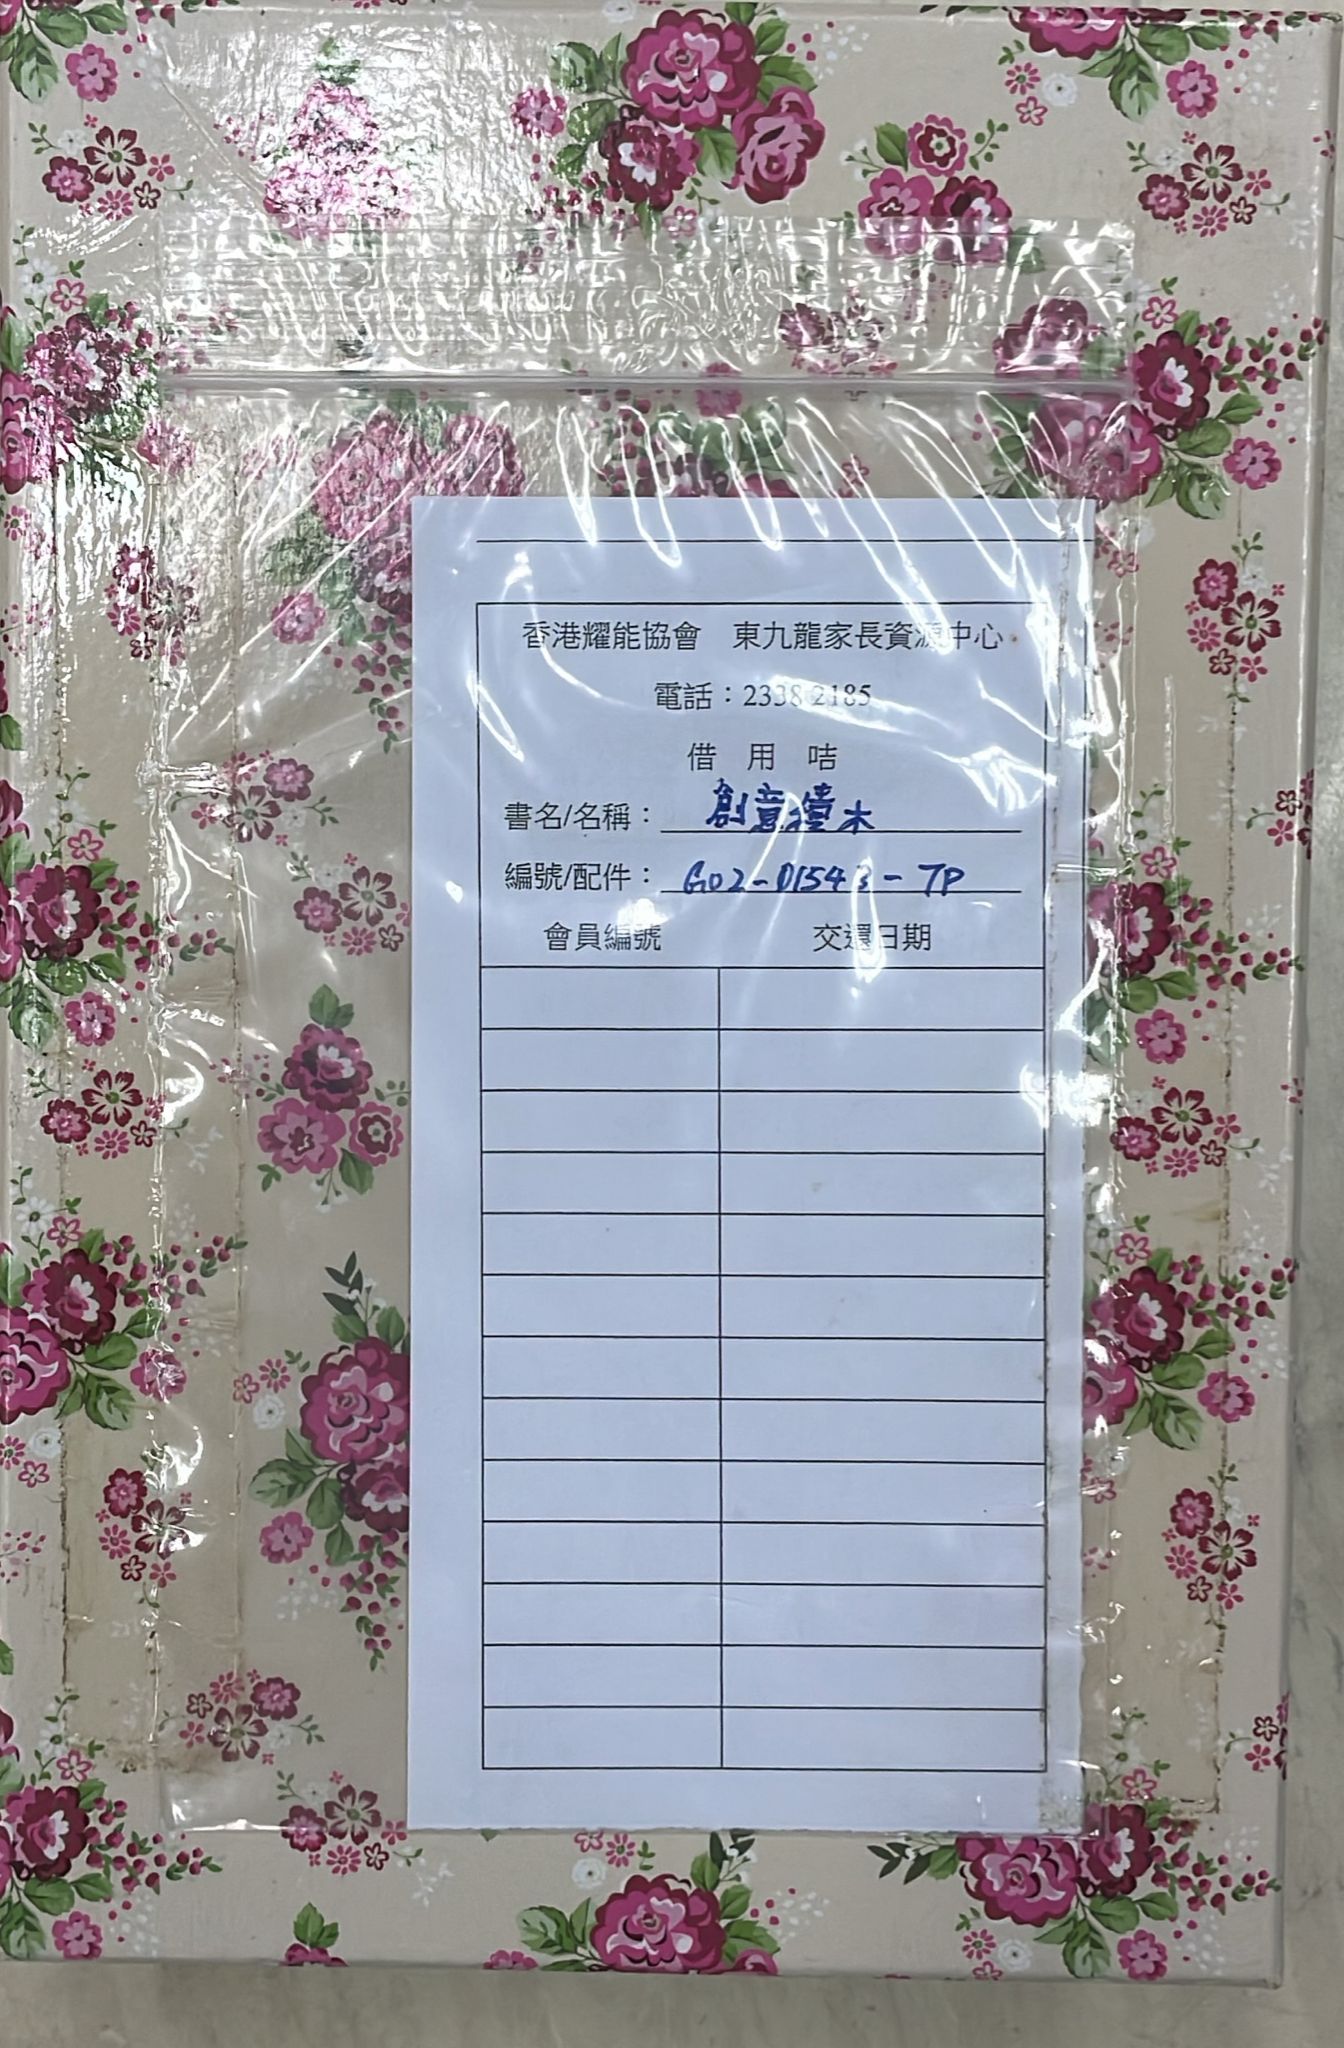 香港耀能協會　東九龍家長資源中心
電話：2338 2185
借 用 咭
書名/名稱： 創意積木
編號/配件： G02-01543-TP
會員編號 交還日期